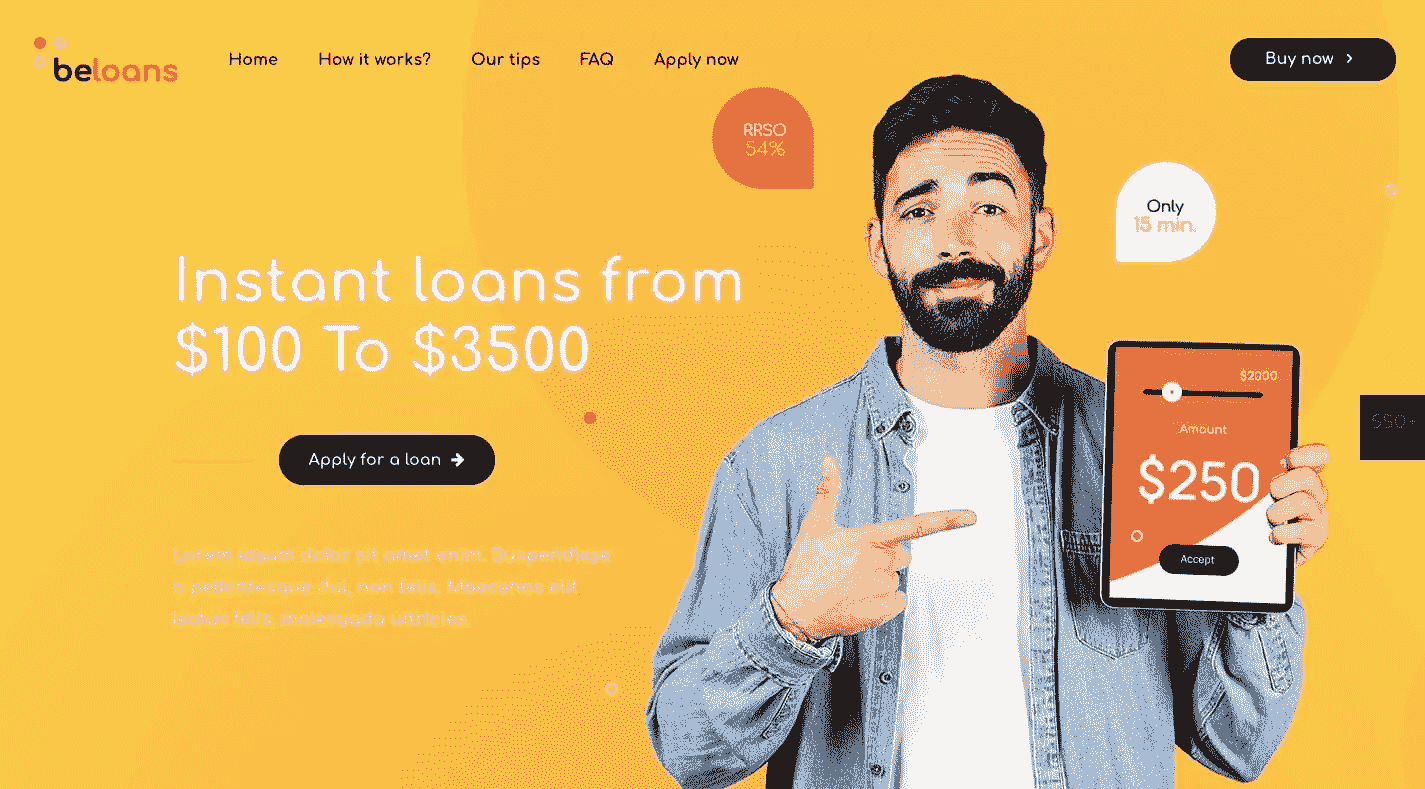 beloans
Home How it works? Our tips FAQ Apply now
Buy now
RRSO
54%
Only
15 min.
Instant loans from
$100 To $3500
$2000
Amount
$250
Accept
550+
Apply for a loan
Lorem ipsum dolor sit amet enim. Suspendisse
a pellentesque dui, non felis. Maecenas elit
lectus felis, malesuada ultricies.